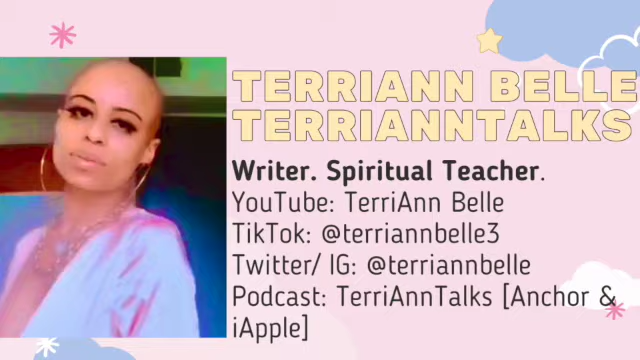 TERRIANN BELLE
TERRIANNTALKS
Writer. Spiritual Teacher.
YouTube: TerriAnn Belle
TikTok: @terriannbelle3
Twitter/ IG: @terriannbelle
Podcast: TerriAnnTalks [Anchor &
iApple]